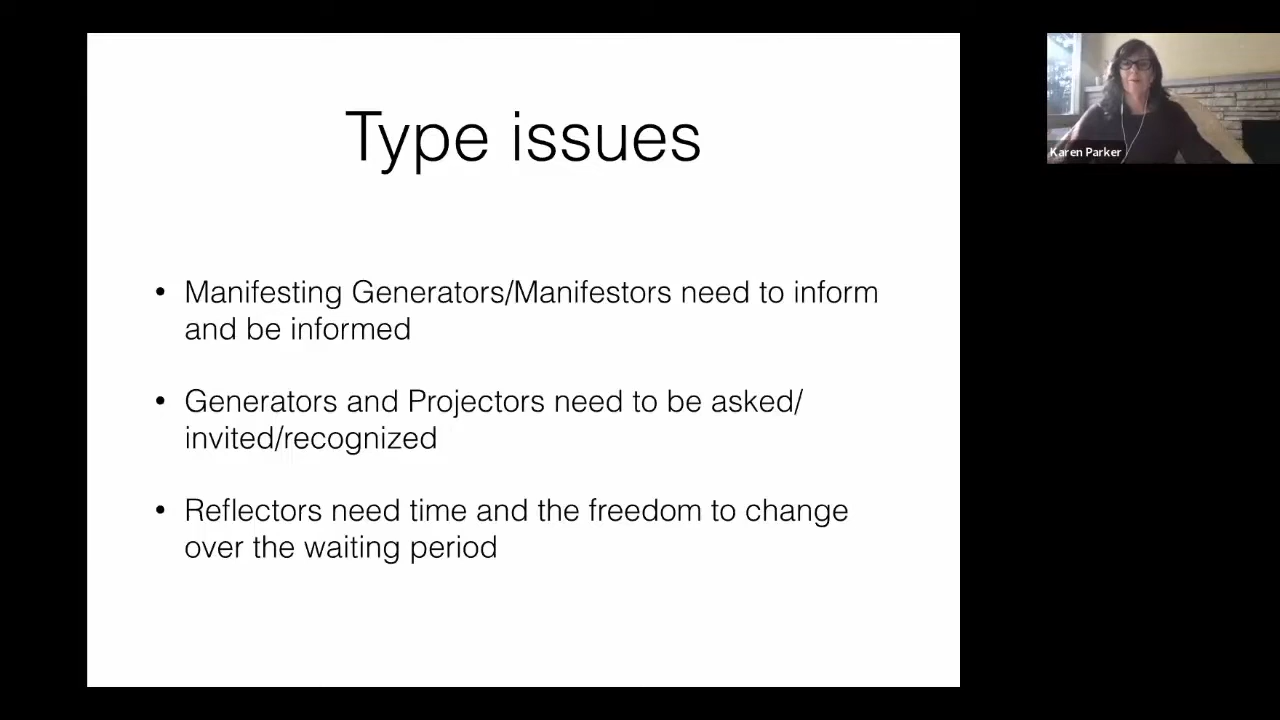 Type issues
• Manifesting Generators/Manifestors need to inform
and be informed
• Generators and Projectors need to be asked/
invited/recognized
• Reflectors need time and the freedom to change
over the waiting period
Karen Parker